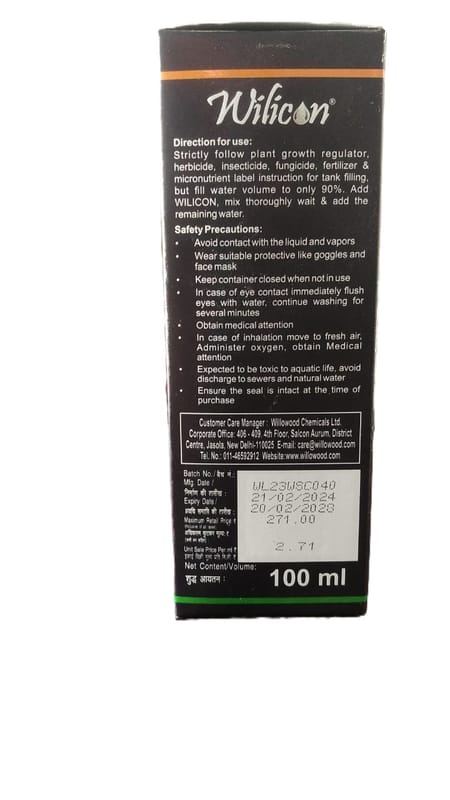 Wilicon®
Direction for use:
Strictly follow plant growth regulator,
herbicide, insecticide, fungicide, fertilizer &
micronutrient label instruction for tank filling,
but fill water volume to only 90%. Add
WILICON, mix thoroughly wait & add the
remaining water.
Safety Precautions:
• Avoid contact with the liquid and vapors
• Wear suitable protective like goggles and
face mask
• Keep container closed when not in use
• In case of eye contact immediately flush
eyes with water, continue washing for
several minutes
• Obtain medical attention
• In case of inhalation move to fresh air,
Administer oxygen, obtain Medical
attention
• Expected to be toxic to aquatic life, avoid
discharge to sewers and natural water
• Ensure the seal is intact at the time of
purchase
Customer Care Manager : Willowood Chemicals Ltd.
Corporate Office: 406 - 409, 4th Floor, Salcon Aurum, District
Centre, Jasola, New Delhi-110025 E-mail: care@willowood.com
Tel. No.: 011-46592912 Website:www.willowood.com
Batch No./बैच नं.: WL23WSC040
Mfg. Date /
निर्माण की तारीख : 21/02/2024
Expiry Date /
अवधि समाप्ति की तारीख : 20/02/2028
Maximum Retail Price ₹ 271.00
Unit Sale Price Per ml ₹ 2.71
Net Content/Volume:
शुद्ध आयतन : 100 ml